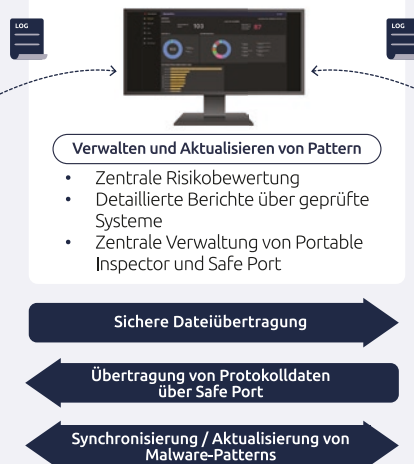 LOG
LOG
103
Verwalten und Aktualisieren von Pattern
• Zentrale Risikobewertung
• Detaillierte Berichte über geprüfte
Systeme
• Zentrale Verwaltung von Portable
Inspector und Safe Port
Sichere Dateiübertragung
Übertragung von Protokolldaten
über Safe Port
Synchronisierung / Aktualisierung von
Malware-Patterns